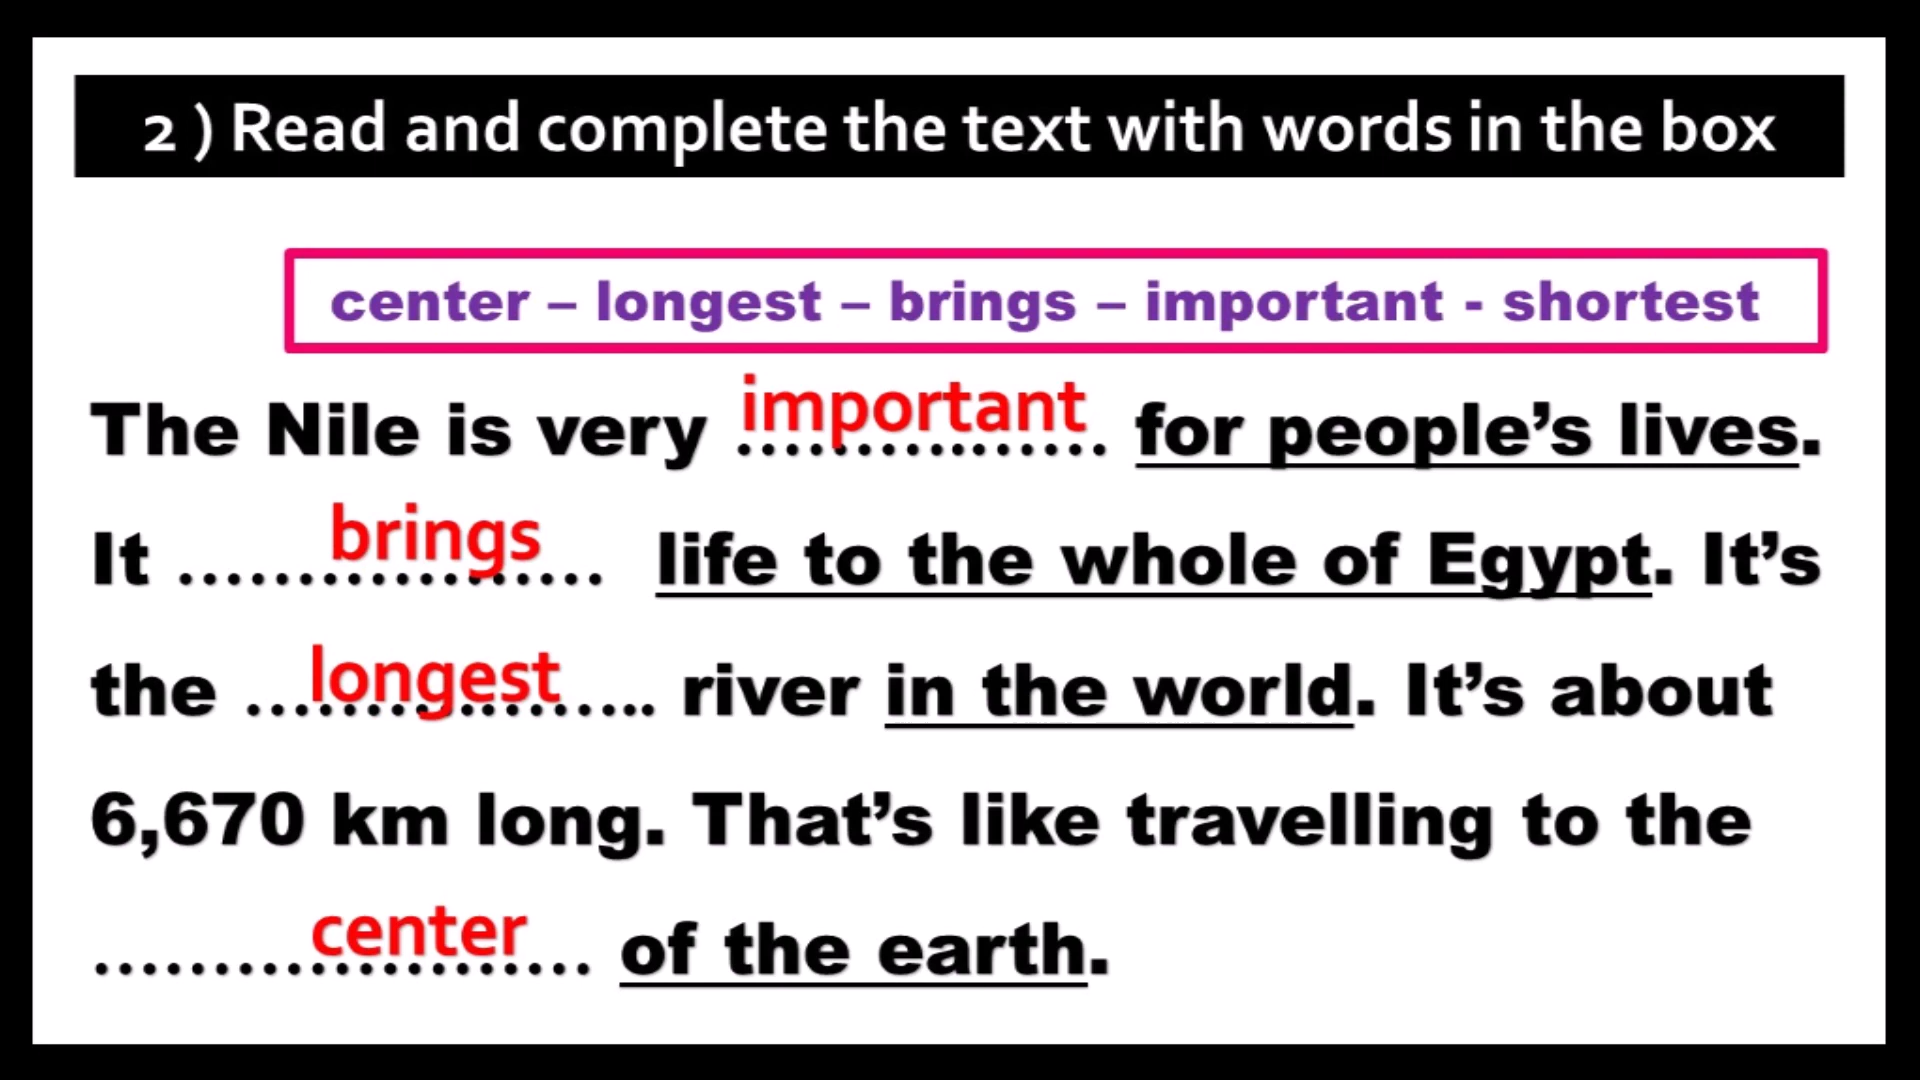 2 ) Read and complete the text with words in the box
center – longest – brings – important - shortest
The Nile is very important for people’s lives.
It brings life to the whole of Egypt. It’s
the longest river in the world. It’s about
6,670 km long. That’s like travelling to the
center of the earth.